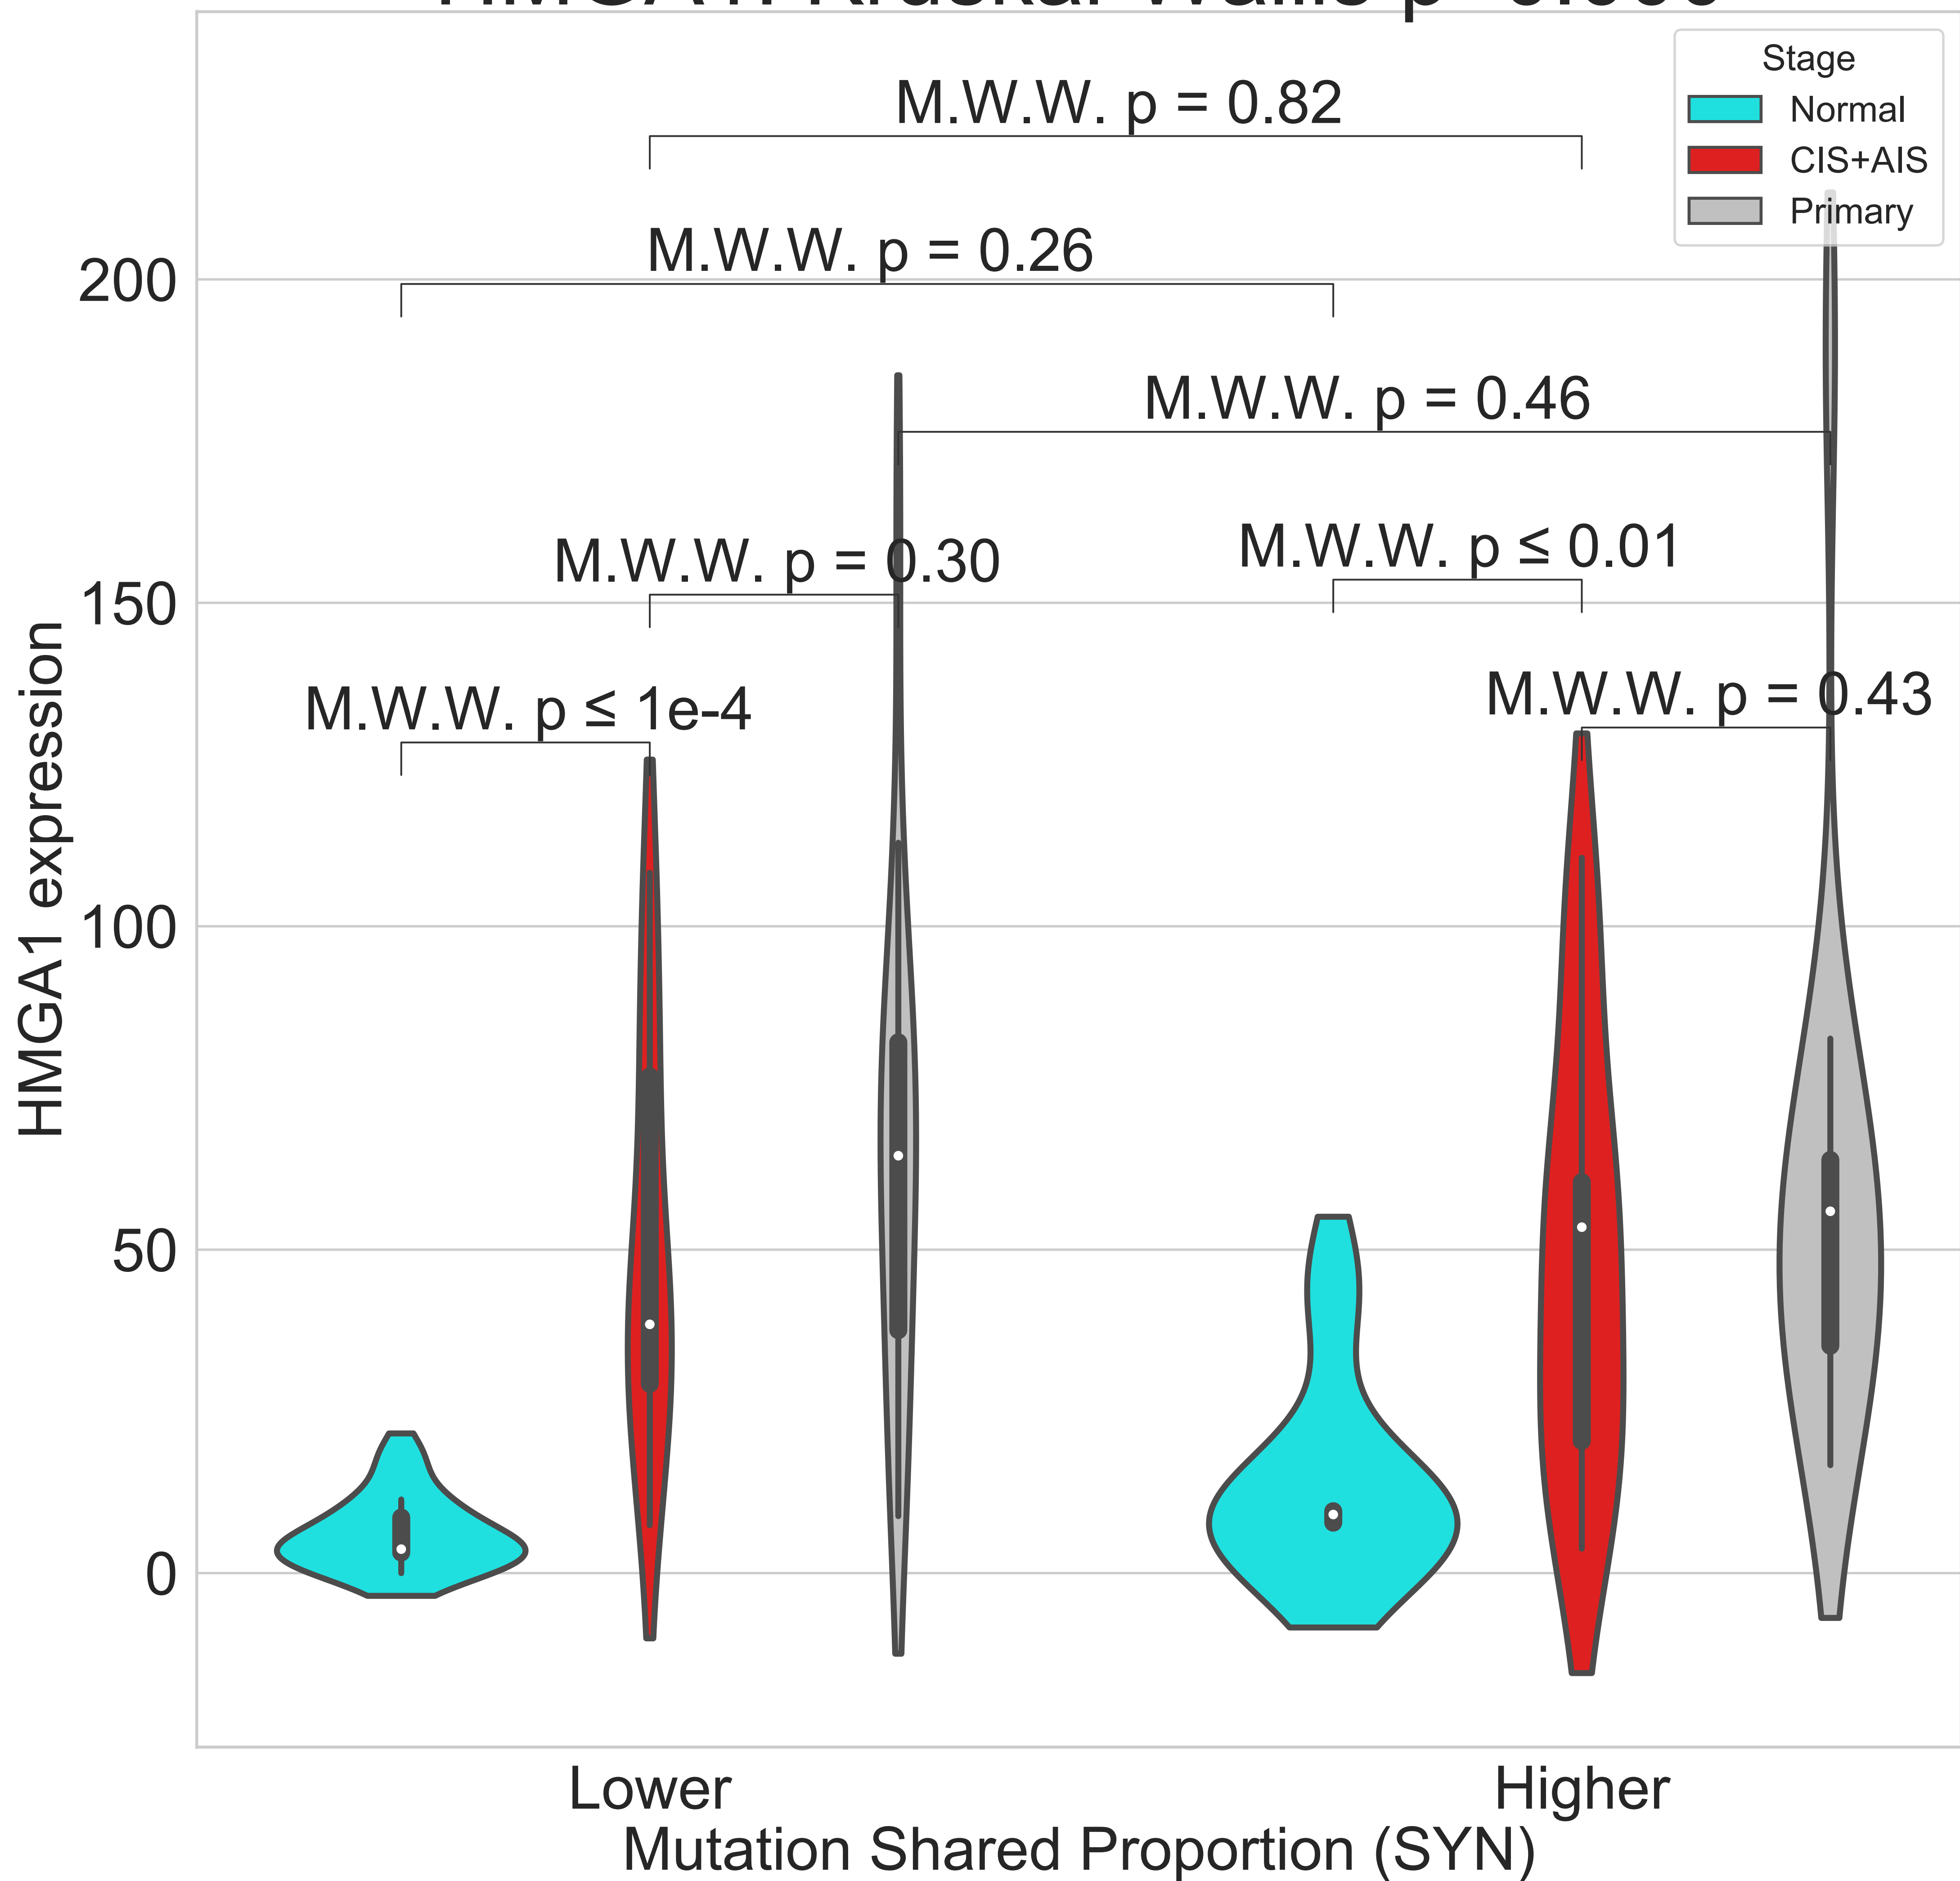 Stage
Normal
CIS+AIS
Primary
M.W.W. p = 0.82
M.W.W. p = 0.26
M.W.W. p = 0.46
M.W.W. p = 0.30
M.W.W. p ≤ 0.01
M.W.W. p ≤ 1e-4
M.W.W. p = 0.43
HMGA1 expression
200
150
100
50
0
Lower
Higher
Mutation Shared Proportion (SYN)